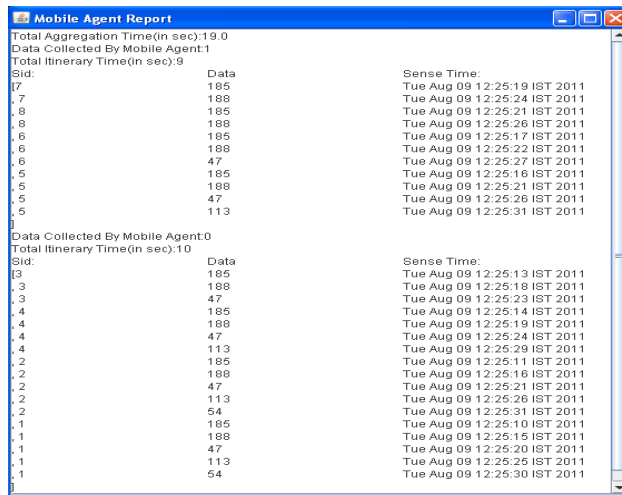 Mobile Agent Report
Total Aggregation Time(in sec):19.0
Data Collected By Mobile Agent:1
Total Itinerary Time(in sec):9
Sid: Data Sense Time:
[7 185 Tue Aug 09 12:25:19 IST 2011
, 7 188 Tue Aug 09 12:25:24 IST 2011
, 8 185 Tue Aug 09 12:25:21 IST 2011
, 8 188 Tue Aug 09 12:25:26 IST 2011
, 6 185 Tue Aug 09 12:25:17 IST 2011
, 6 188 Tue Aug 09 12:25:22 IST 2011
, 6 47 Tue Aug 09 12:25:27 IST 2011
, 5 185 Tue Aug 09 12:25:16 IST 2011
, 5 188 Tue Aug 09 12:25:21 IST 2011
, 5 47 Tue Aug 09 12:25:26 IST 2011
, 5 113 Tue Aug 09 12:25:31 IST 2011
]
Data Collected By Mobile Agent:0
Total Itinerary Time(in sec):10
Sid: Data Sense Time:
[3 185 Tue Aug 09 12:25:13 IST 2011
, 3 188 Tue Aug 09 12:25:18 IST 2011
, 3 47 Tue Aug 09 12:25:23 IST 2011
, 4 185 Tue Aug 09 12:25:14 IST 2011
, 4 188 Tue Aug 09 12:25:19 IST 2011
, 4 47 Tue Aug 09 12:25:24 IST 2011
, 4 113 Tue Aug 09 12:25:29 IST 2011
, 2 185 Tue Aug 09 12:25:11 IST 2011
, 2 188 Tue Aug 09 12:25:16 IST 2011
, 2 47 Tue Aug 09 12:25:21 IST 2011
, 2 113 Tue Aug 09 12:25:26 IST 2011
, 2 54 Tue Aug 09 12:25:31 IST 2011
, 1 185 Tue Aug 09 12:25:10 IST 2011
, 1 188 Tue Aug 09 12:25:15 IST 2011
, 1 47 Tue Aug 09 12:25:20 IST 2011
, 1 113 Tue Aug 09 12:25:25 IST 2011
, 1 54 Tue Aug 09 12:25:30 IST 2011
]